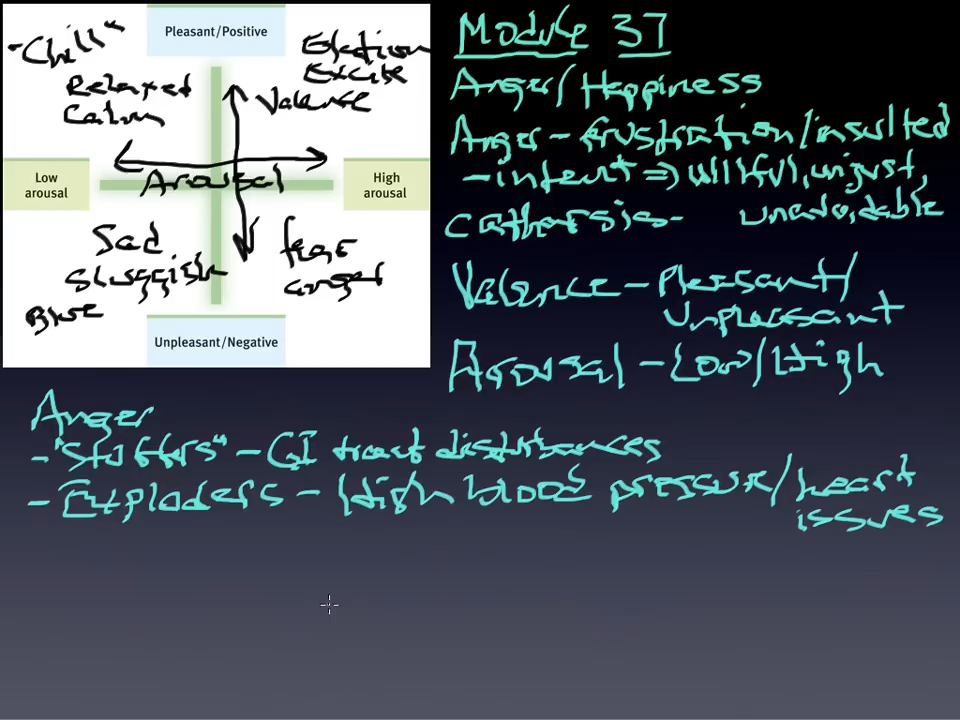 Pleasant/Positive
"Chill"
Elation
Excite
Relaxed
Calm
Valence
Low
arousal
Arousal
High
arousal
Sad
Sluggish
Blue
fear
anger
Unpleasant/Negative
Module 37
Anger/Happiness
Anger - frustration/insulted
- intent ⇒ willful, unjust,
unavoidable
Catharsis -
Valence - Pleasant/
Unpleasant
Arousal - Low/High
Anger
- "Stuffers" - GI tract disturbances
- Exploders - High blood pressure/heart
issues